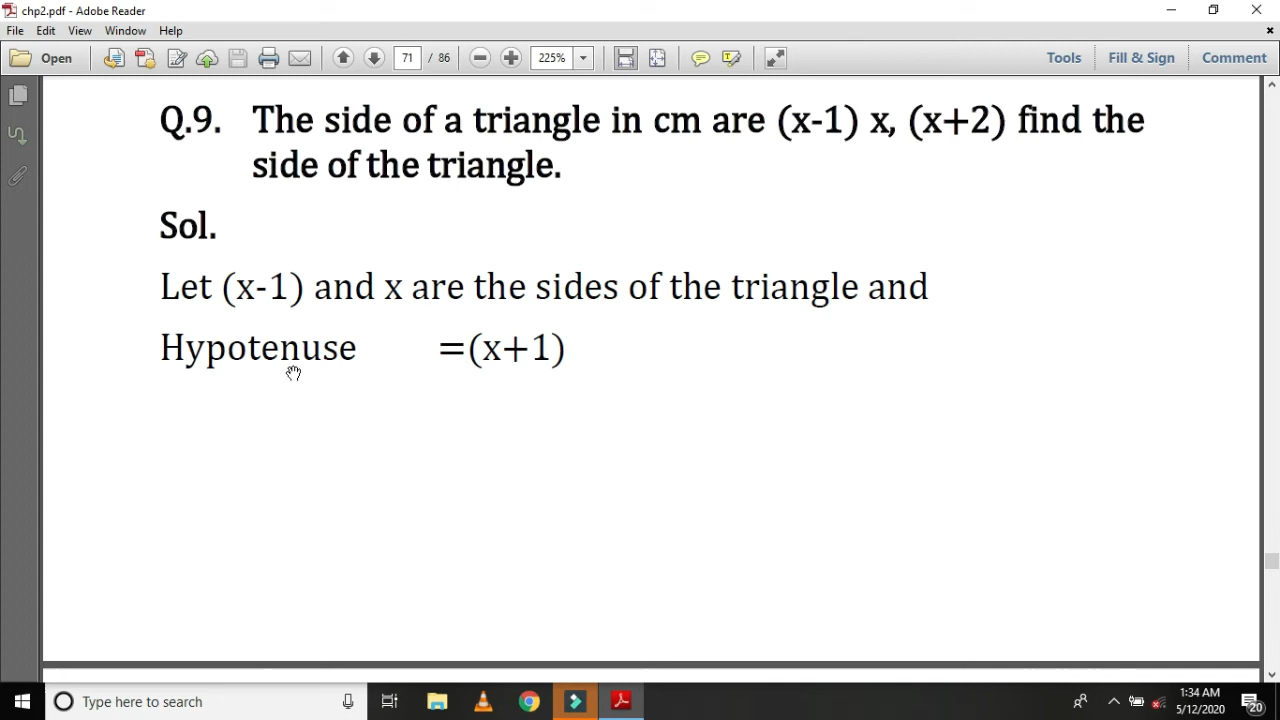 chp2.pdf - Adobe Reader
File Edit View Window Help
Open 71 / 86 225% Tools Fill & Sign Comment
Q.9. The side of a triangle in cm are (x-1) x, (x+2) find the
side of the triangle.
Sol.
Let (x-1) and x are the sides of the triangle and
Hypotenuse =(x+1)
Type here to search
1:34 AM
5/12/2020
20